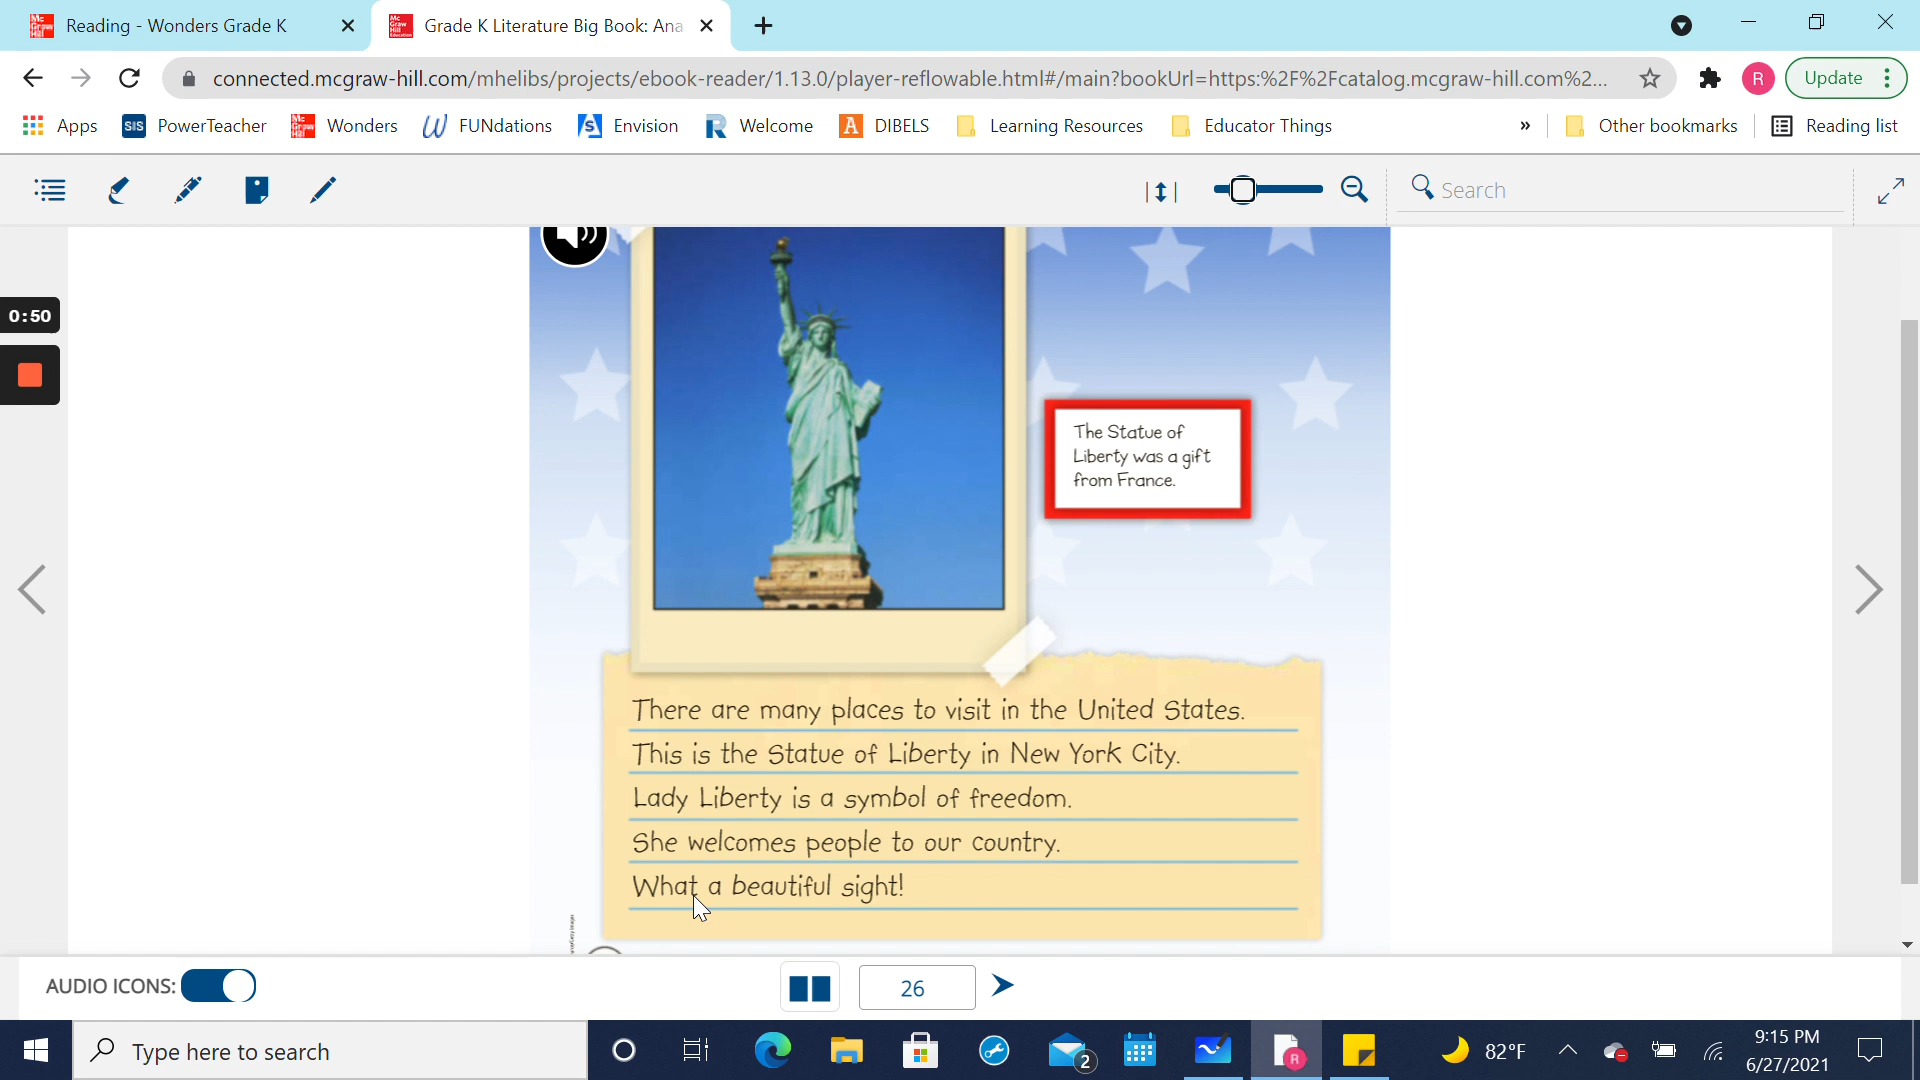 Reading - Wonders Grade K
Grade K Literature Big Book: Ana
connected.mcgraw-hill.com/mhelibs/projects/ebook-reader/1.13.0/player-reflowable.html#/main?bookUrl=https:%2F%2Fcatalog.mcgraw-hill.com%2...
R
Update
Apps
SIS
PowerTeacher
Wonders
FUNdations
Envision
Welcome
DIBELS
Learning Resources
Educator Things
»
Other bookmarks
Reading list
Search
0:50
The Statue of
Liberty was a gift
from France.
There are many places to visit in the United States.
This is the Statue of Liberty in New York City.
Lady Liberty is a symbol of freedom.
She welcomes people to our country.
What a beautiful sight!
AUDIO ICONS:
26
Type here to search
2
R
82°F
9:15 PM
6/27/2021